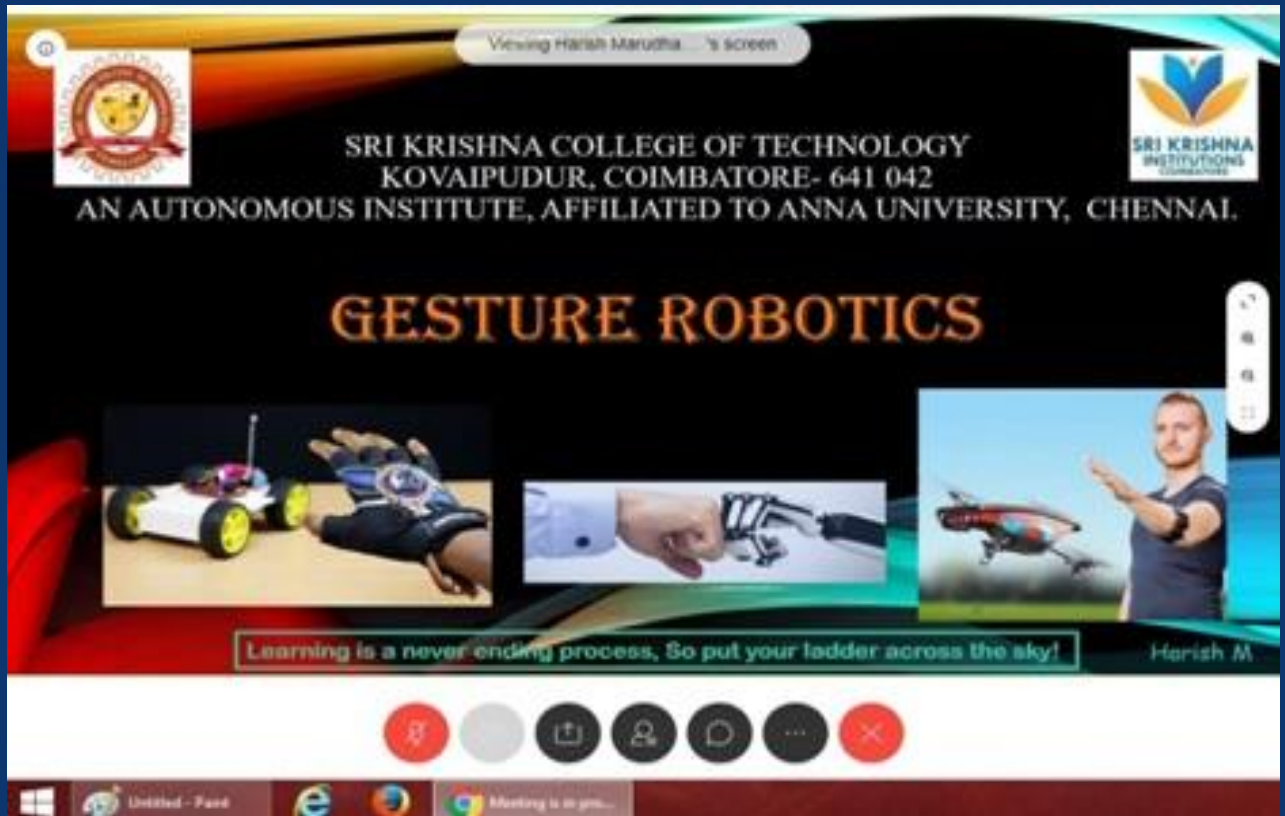 Viewing Harish Marudha... 's screen
SRI KRISHNA
INSTITUTIONS
COIMBATORE
SRI KRISHNA COLLEGE OF TECHNOLOGY
KOVAIPUDUR, COIMBATORE- 641 042
AN AUTONOMOUS INSTITUTE, AFFILIATED TO ANNA UNIVERSITY, CHENNAI.
GESTURE ROBOTICS
Learning is a never ending process, So put your ladder across the sky!
Harish M
Untitled - Paint
Meeting is in pro...